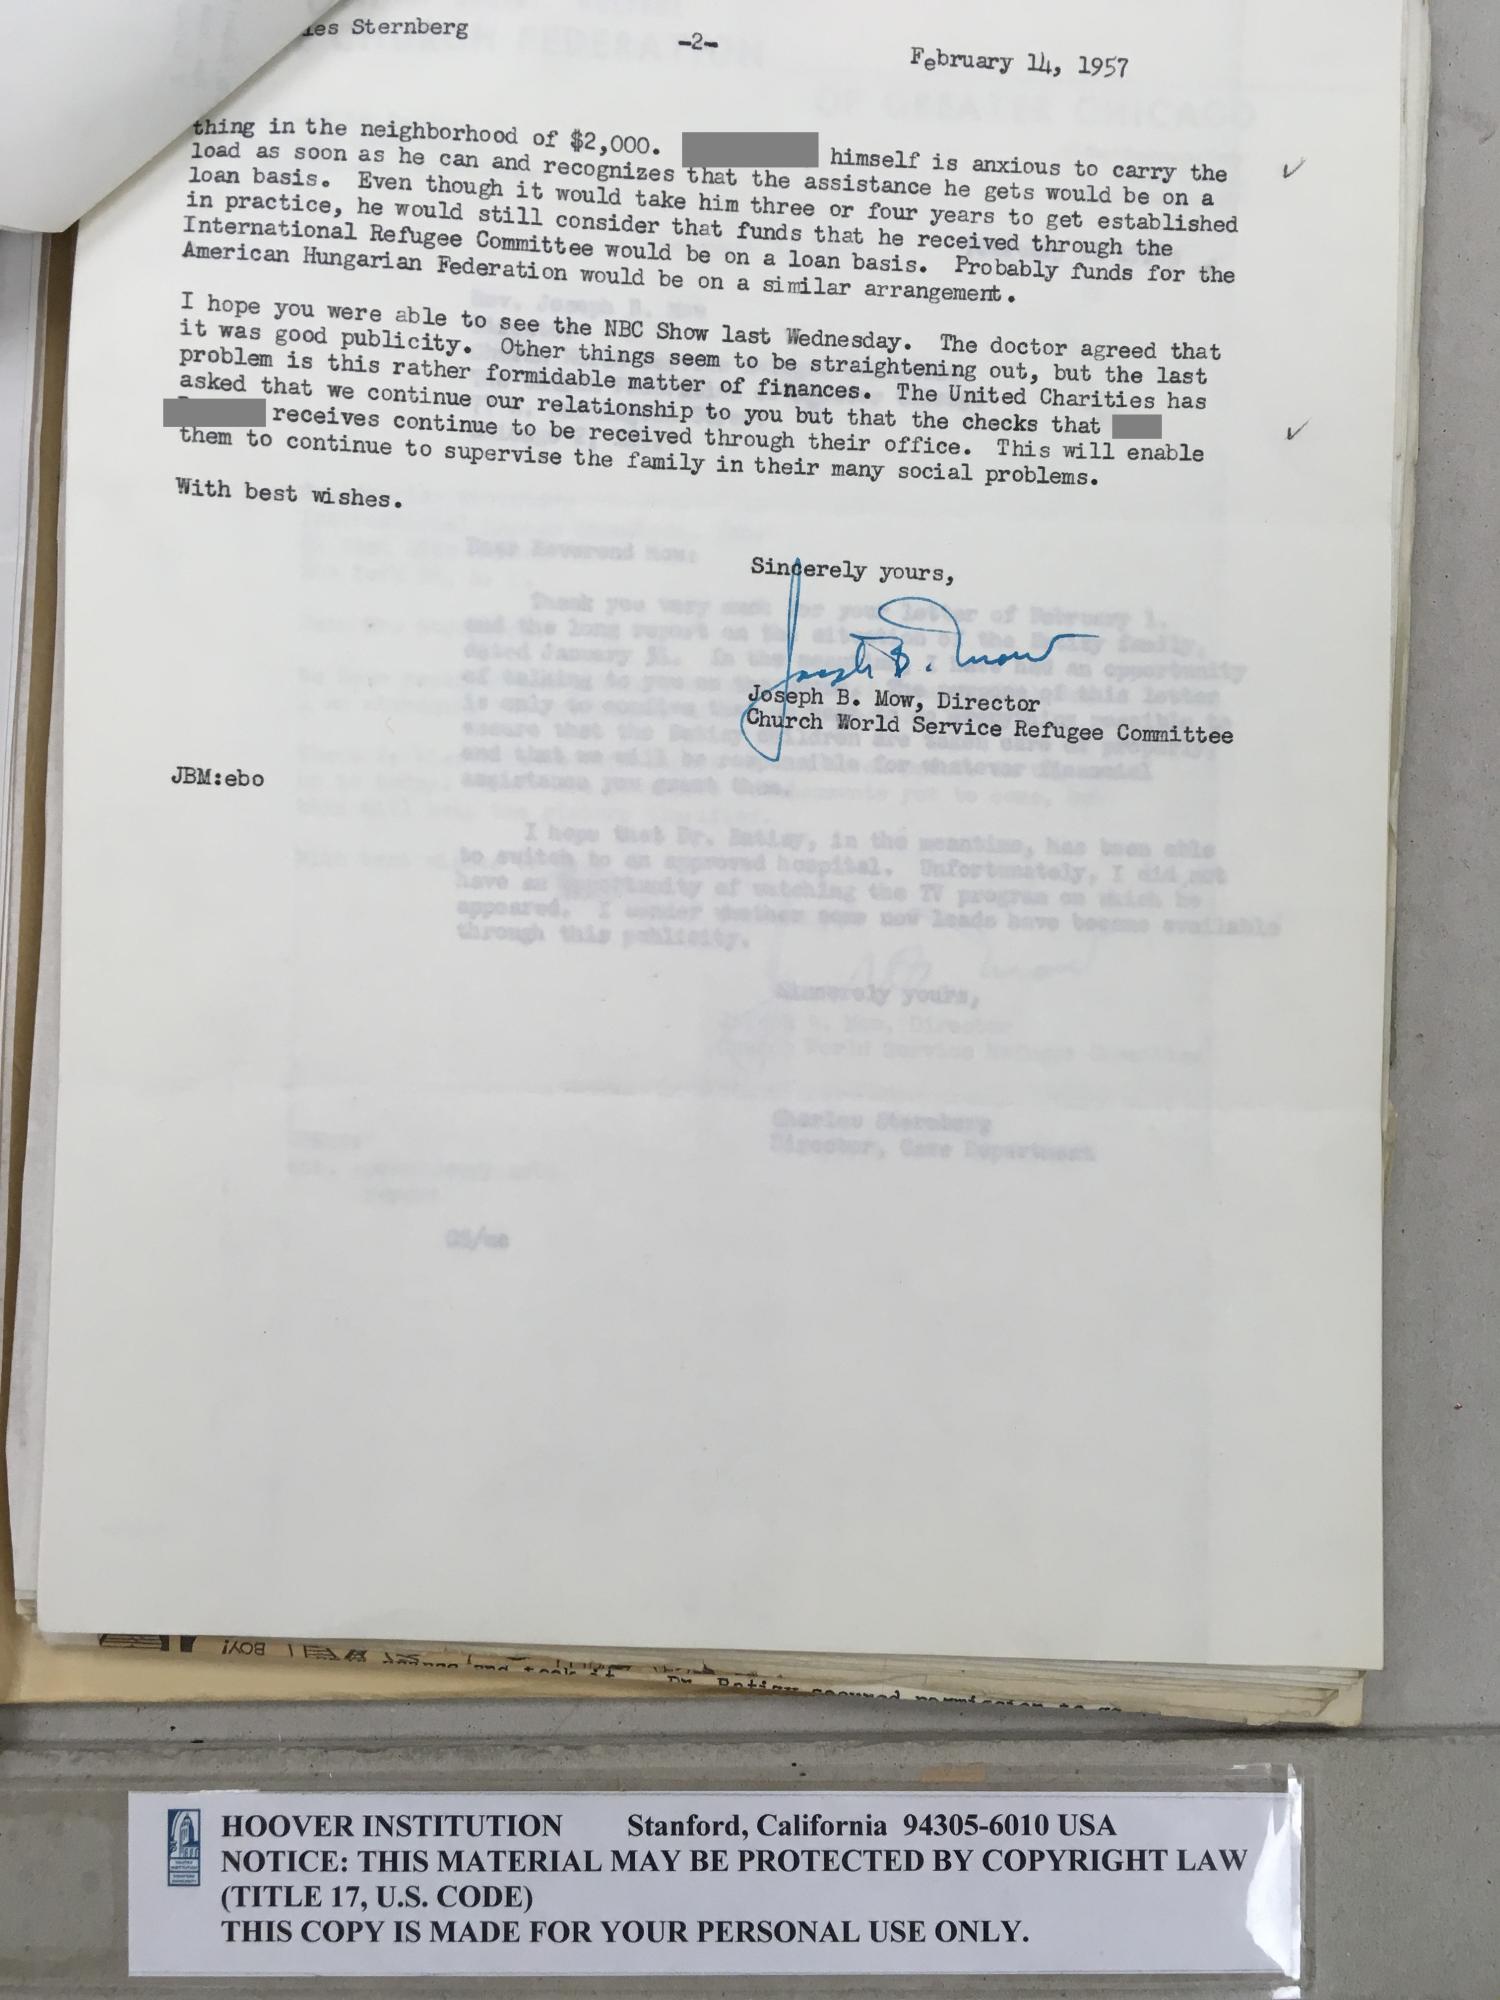 les Sternberg
-2-
February 14, 1957
thing in the neighborhood of $2,000. himself is anxious to carry the
load as soon as he can and recognizes that the assistance he gets would be on a
loan basis. Even though it would take him three or four years to get established
in practice, he would still consider that funds that he received through the
International Refugee Committee would be on a loan basis. Probably funds for the
American Hungarian Federation would be on a similar arrangement.
I hope you were able to see the NBC Show last Wednesday. The doctor agreed that
it was good publicity. Other things seem to be straightening out, but the last
problem is this rather formidable matter of finances. The United Charities has
asked that we continue our relationship to you but that the checks that
receives continue to be received through their office. This will enable
them to continue to supervise the family in their many social problems.
With best wishes.
Sincerely yours,
Joseph B. Mow
Joseph B. Mow, Director
Church World Service Refugee Committee
JBM:ebo
BOY!
HOOVER INSTITUTION Stanford, California 94305-6010 USA
NOTICE: THIS MATERIAL MAY BE PROTECTED BY COPYRIGHT LAW
(TITLE 17, U.S. CODE)
THIS COPY IS MADE FOR YOUR PERSONAL USE ONLY.